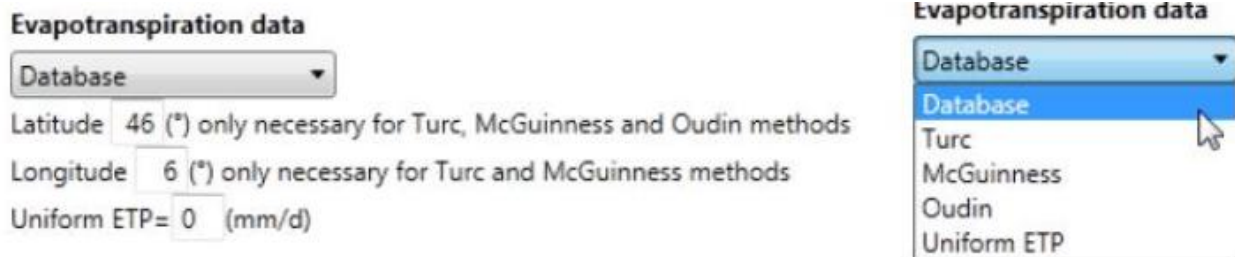 Evapotranspiration data
Database
Latitude 46 (°) only necessary for Turc, McGuinness and Oudin methods
Longitude 6 (°) only necessary for Turc and McGuinness methods
Uniform ETP= 0 (mm/d)
Evapotranspiration data
Database
Database
Turc
McGuinness
Oudin
Uniform ETP